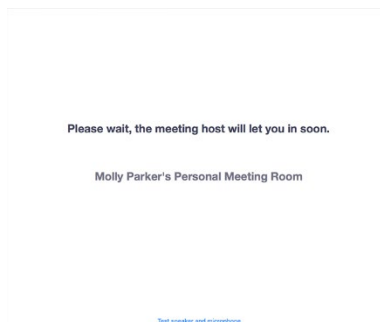 Please wait, the meeting host will let you in soon.
Molly Parker's Personal Meeting Room
Test speaker and microphone